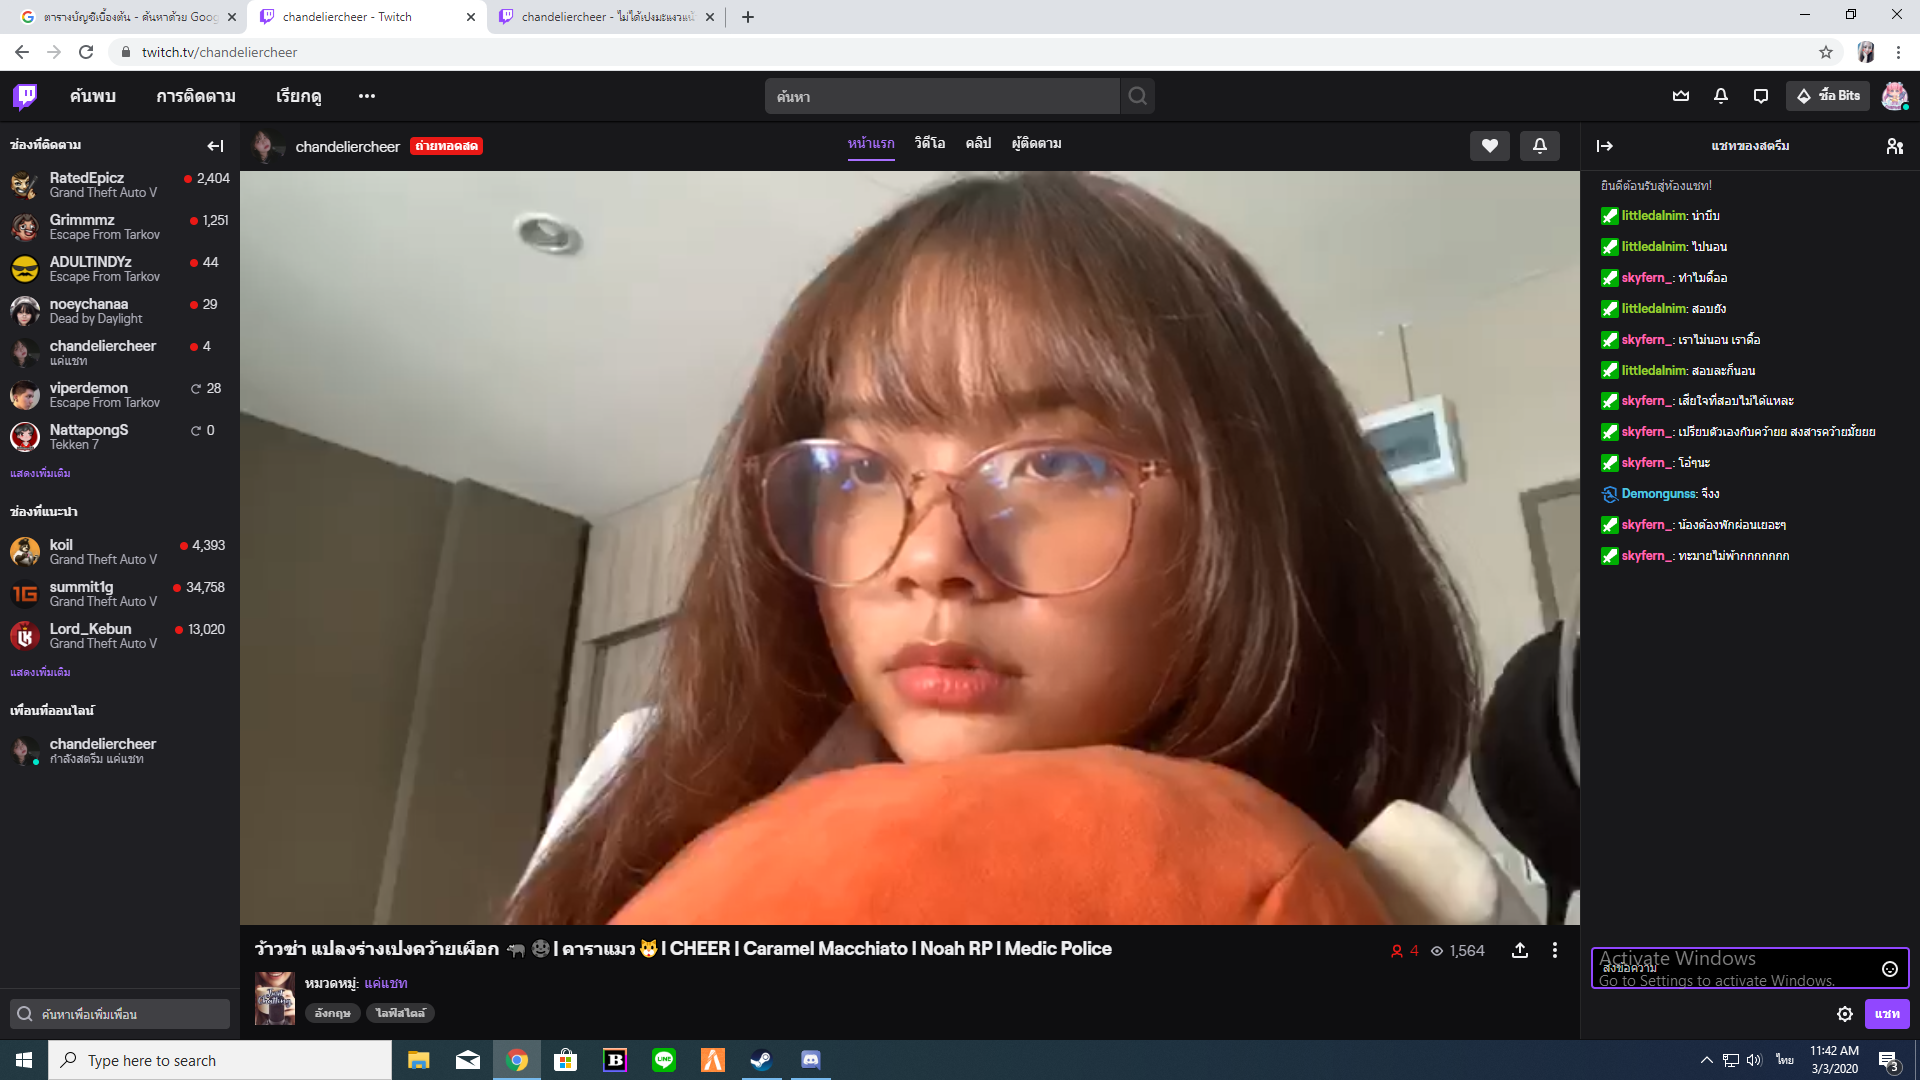 ตารางบัญชีเบื้องต้น - ค้นหาด้วย Goog
chandeliercheer - Twitch
chandeliercheer - ไม่ได้เปงมะแงวแน้
twitch.tv/chandeliercheer
ค้นพบ
การติดตาม
เรียกดู
ค้นหา
ซื้อ Bits
ช่องที่ติดตาม
RatedEpicz
2,404
Grand Theft Auto V
Grimmmz
1,251
Escape From Tarkov
ADULTINDYz
44
Escape From Tarkov
noeychanaa
29
Dead by Daylight
chandeliercheer
4
แค่แชท
viperdemon
28
Escape From Tarkov
NattapongS
0
Tekken 7
แสดงเพิ่มเติม
ช่องที่แนะนำ
koil
4,393
Grand Theft Auto V
summit1g
34,758
Grand Theft Auto V
Lord_Kebun
13,020
Grand Theft Auto V
แสดงเพิ่มเติม
เพื่อนที่ออนไลน์
chandeliercheer
กำลังสตรีม แค่แชท
ค้นหาเพื่อเพิ่มเพื่อน
chandeliercheer
ถ่ายทอดสด
หน้าแรก
วิดีโอ
คลิป
ผู้ติดตาม
ว้าวซ่า แปลงร่างเปงคว้ายเผือก 🐃 | ดาราแมว 🐱 | CHEER | Caramel Macchiato | Noah RP | Medic Police
4
1,564
หมวดหมู่: แค่แชท
อังกฤษ
ไลฟ์สไตล์
แชทของสตรีม
ยินดีต้อนรับสู่ห้องแชท!
littledalnim: น่าบีบ
littledalnim: ไปนอน
skyfern_: ทำไมดื้ออ
littledalnim: สอบยัง
skyfern_: เราไม่นอน เราดื้อ
littledalnim: สอบละก็นอน
skyfern_: เสียใจที่สอบไม่ได้แหละ
skyfern_: เปรียบตัวเองกับคว้ายย สงสารคว้ายมั้ยยย
skyfern_: โอ๋ๆนะ
Demongunss: จีงง
skyfern_: น้องต้องพักผ่อนเยอะๆ
skyfern_: ทะมายไม่พ้ากกกกกกก
ส่งข้อความ
Activate Windows
Go to Settings to activate Windows.
แชท
Type here to search
ไทย
11:42 AM
3/3/2020
3